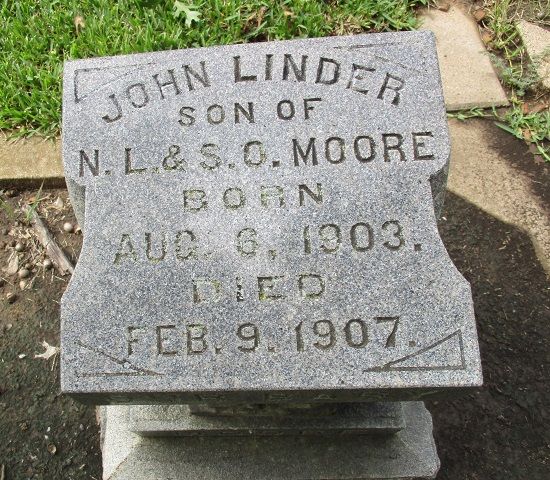 JOHN LINDER
SON OF
N. L. & S. O. MOORE
BORN
AUG. 6, 1903.
DIED
FEB. 9. 1907.